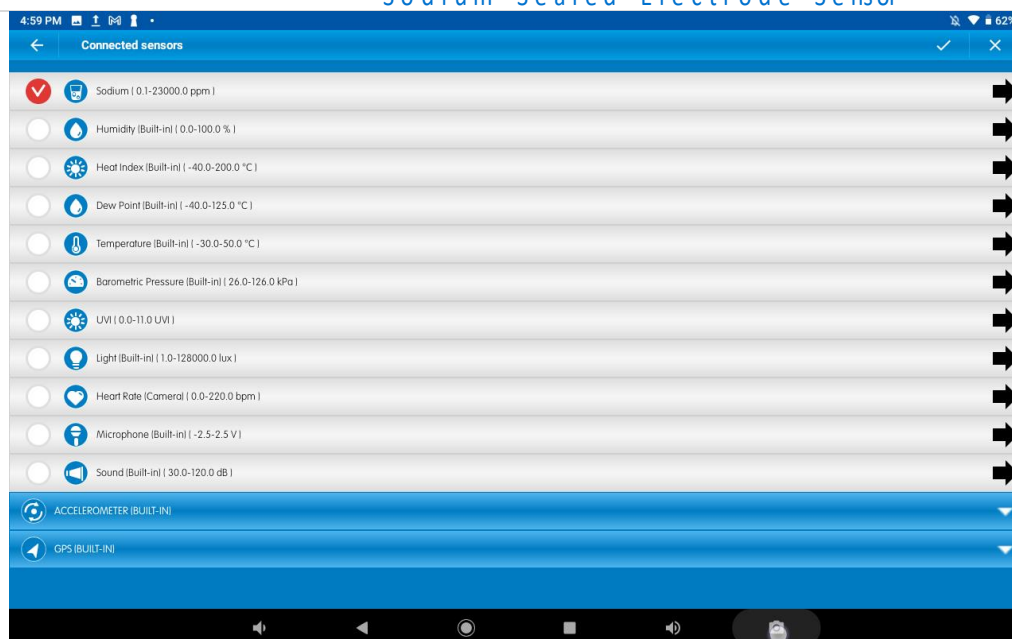 Sodium Sealed Electrode Sensor
4:59 PM
62%
Connected sensors
Sodium ( 0.1-23000.0 ppm )
Humidity (Built-in) ( 0.0-100.0 % )
Heat Index (Built-in) ( -40.0-200.0 °C )
Dew Point (Built-in) ( -40.0-125.0 °C )
Temperature (Built-in) ( -30.0-50.0 °C )
Barometric Pressure (Built-in) ( 26.0-126.0 kPa )
UVI ( 0.0-11.0 UVI )
Light (Built-in) ( 1.0-128000.0 lux )
Heart Rate (Camera) ( 0.0-220.0 bpm )
Microphone (Built-in) ( -2.5-2.5 V )
Sound (Built-in) ( 30.0-120.0 dB )
ACCELEROMETER (BUILT-IN)
GPS (BUILT-IN)